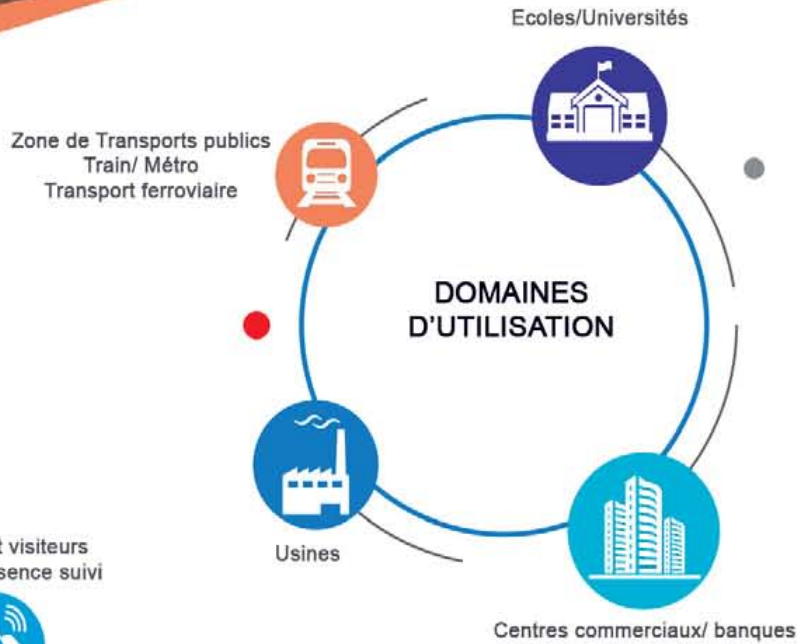 Ecoles/Universités
Zone de Transports publics
Train/ Métro
Transport ferroviaire
DOMAINES
D'UTILISATION
Usines
Centres commerciaux/ banques
t visiteurs
sence suivi